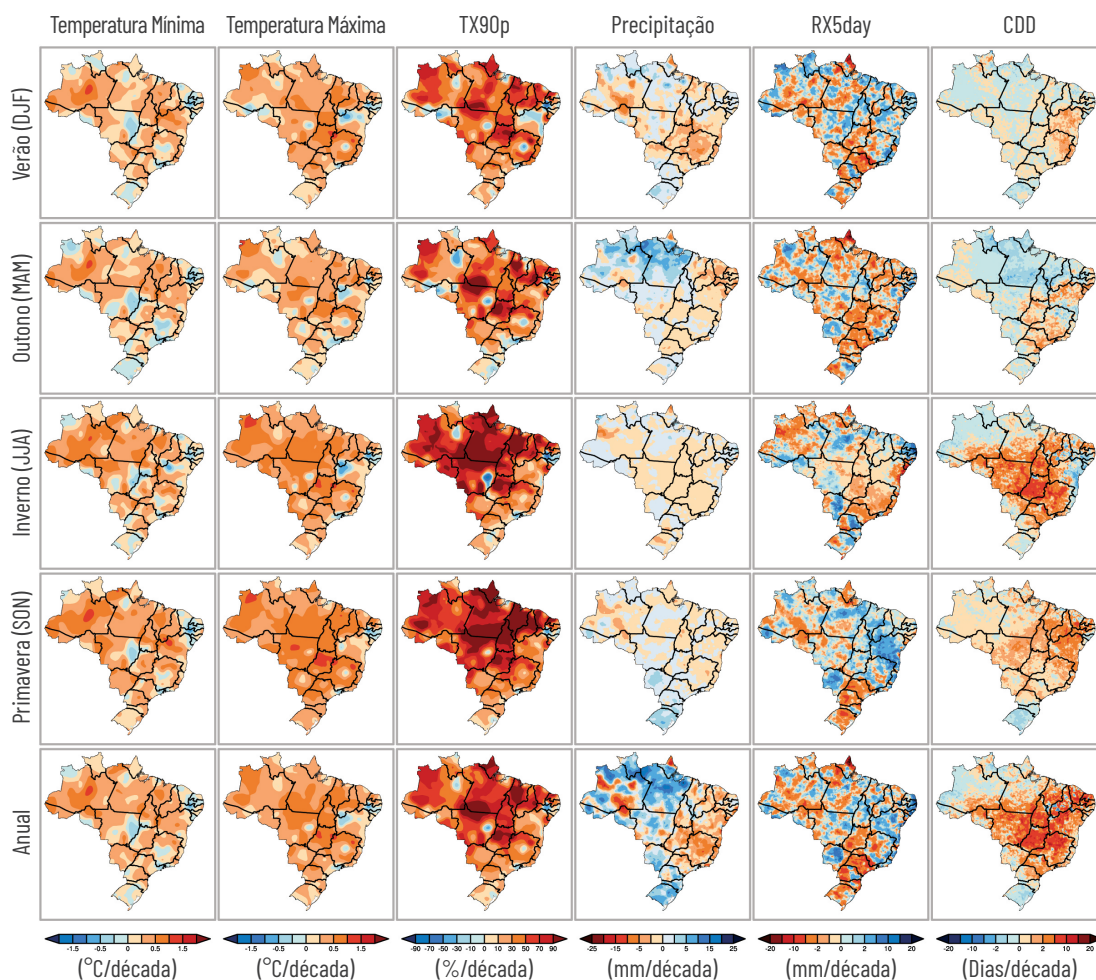 Temperatura Mínima Temperatura Máxima TX90p Precipitação RX5day CDD
Verão (DJF)
Outono (MAM)
Inverno (JJA)
Primavera (SON)
Anual
-1.5 -0.5 0 0.5 1.5 -1.5 -0.5 0 0.5 1.5 -90 -70 -50 -30 -10 0 10 30 50 70 90 -25 -15 -5 0 5 15 25 -20 -10 -2 0 2 10 20 -20 -10 -2 0 2 10 20
(°C/década) (°C/década) (%/década) (mm/década) (mm/década) (Dias/década)